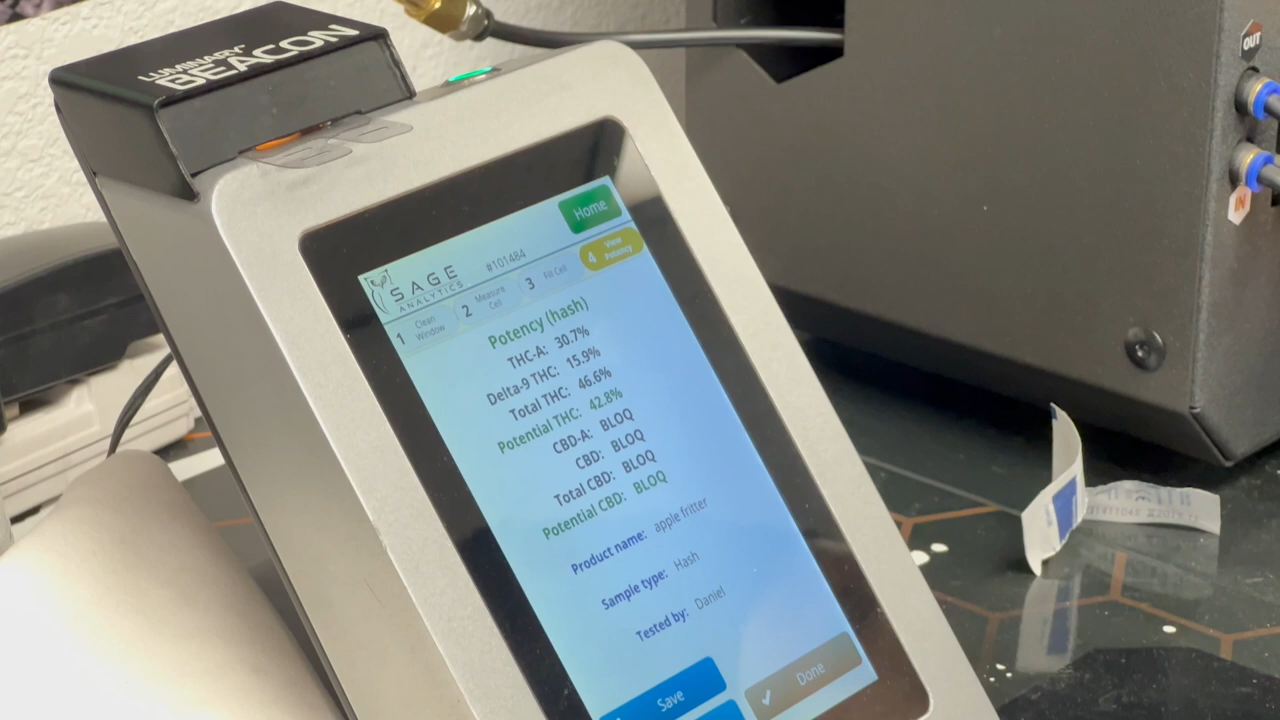 LUMINARY™
BEACON
OUT
IN
Home
SAGE
ANALYTICS
#101484
1 Clean Window
2 Measure Cell
3 Fill Cell
4 View Potency
Potency (hash)
THC-A: 30.7%
Delta-9 THC: 15.9%
Total THC: 46.6%
Potential THC: 42.8%
CBD-A: BLOQ
CBD: BLOQ
Total CBD: BLOQ
Potential CBD: BLOQ
Product name: apple fritter
Sample type: Hash
Tested by: Daniel
Save
Done